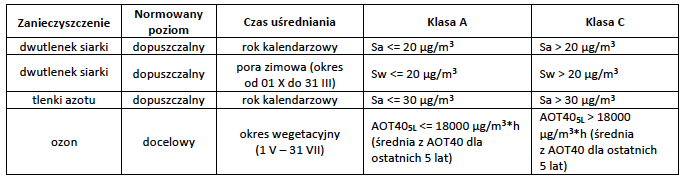 Zanieczyszczenie | Normowany poziom | Czas uśredniania | Klasa A | Klasa C
dwutlenek siarki | dopuszczalny | rok kalendarzowy | Sa <= 20 µg/m³ | Sa > 20 µg/m³
dwutlenek siarki | dopuszczalny | pora zimowa (okres od 01 X do 31 III) | Sw <= 20 µg/m³ | Sw > 20 µg/m³
tlenki azotu | dopuszczalny | rok kalendarzowy | Sa <= 30 µg/m³ | Sa > 30 µg/m³
ozon | docelowy | okres wegetacyjny (1 V – 31 VII) | AOT40₅L <= 18000 µg/m³*h (średnia z AOT40 dla ostatnich 5 lat) | AOT40₅L > 18000 µg/m³*h (średnia z AOT40 dla ostatnich 5 lat)